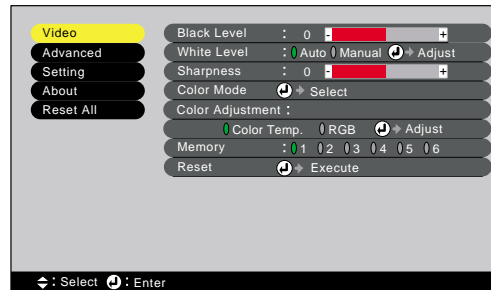 Video
Advanced
Setting
About
Reset All
Black Level : 0 - +
White Level : Auto Manual Adjust
Sharpness : 0 - +
Color Mode Select
Color Adjustment :
Color Temp. RGB Adjust
Memory : 1 2 3 4 5 6
Reset Execute
: Select : Enter